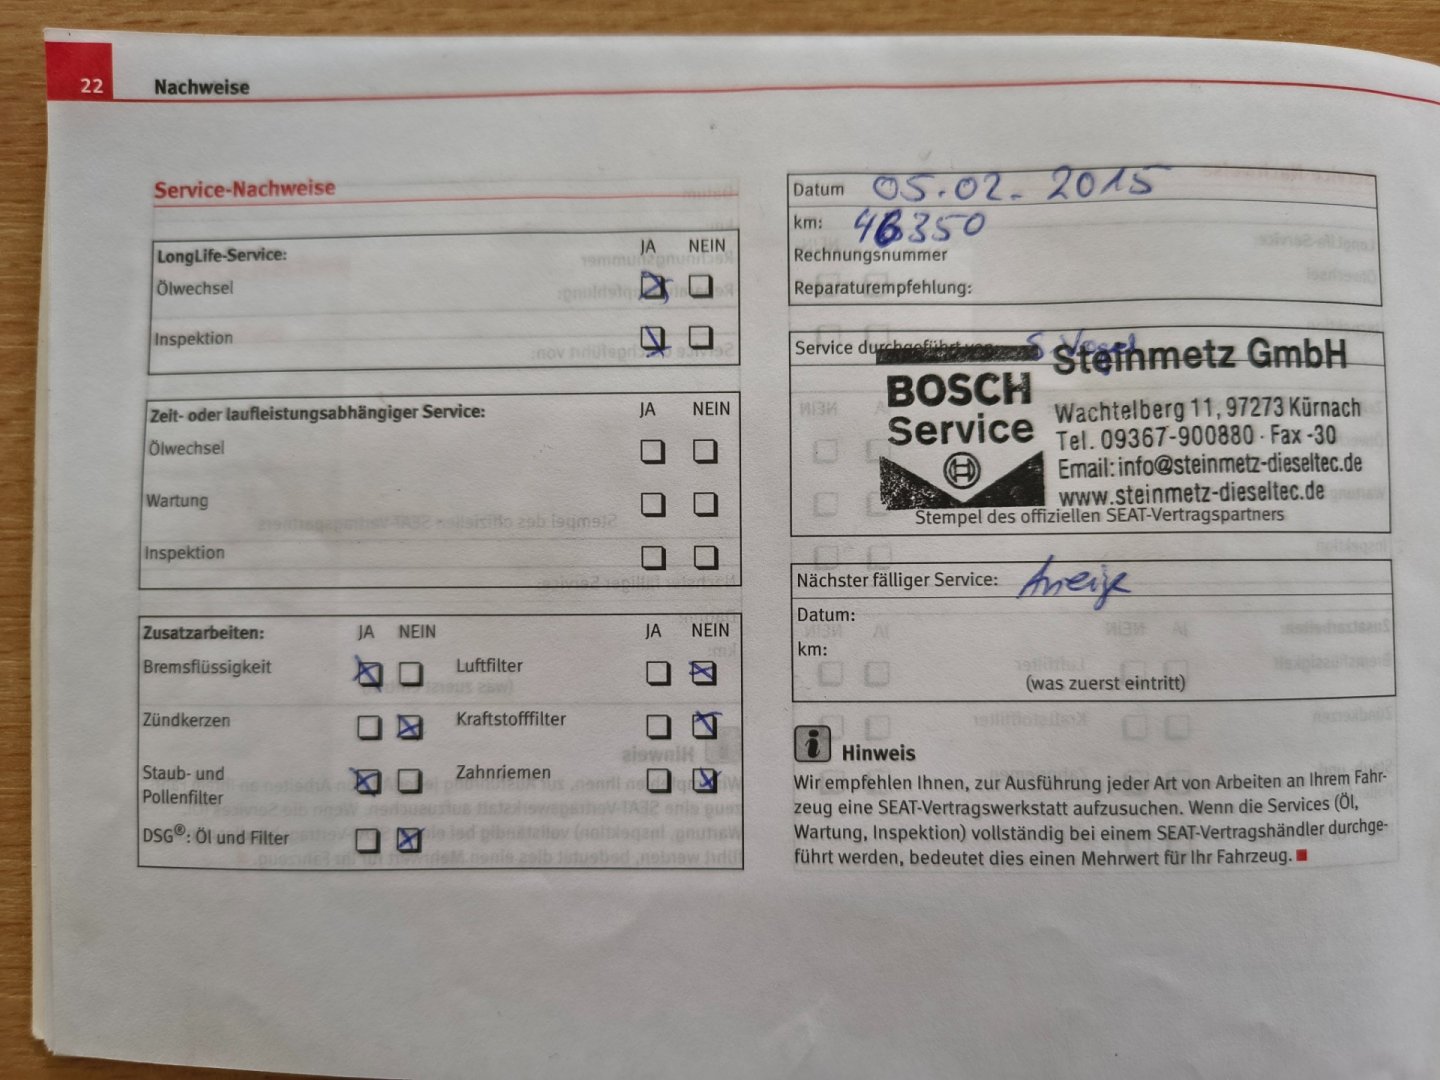 22
Nachweise
Service-Nachweise
LongLife-Service: JA NEIN
Ölwechsel
Inspektion
Zeit- oder laufleistungsabhängiger Service: JA NEIN
Ölwechsel
Wartung
Inspektion
Zusatzarbeiten: JA NEIN JA NEIN
Bremsflüssigkeit Luftfilter
Zündkerzen Kraftstofffilter
Staub- und Zahnriemen
Pollenfilter
DSG®: Öl und Filter
Datum 05.02.2015
km: 46350
Rechnungsnummer
Reparaturempfehlung:
Service durchgeführt von: S Vogel
Steinmetz GmbH
BOSCH
Service
Wachtelberg 11, 97273 Kürnach
Tel. 09367-900880 · Fax -30
Email: info@steinmetz-dieseltec.de
www.steinmetz-dieseltec.de
Stempel des offiziellen SEAT-Vertragspartners
Nächster fälliger Service: Anzeige
Datum:
km:
(was zuerst eintritt)
i Hinweis
Wir empfehlen Ihnen, zur Ausführung jeder Art von Arbeiten an Ihrem Fahr-
zeug eine SEAT-Vertragswerkstatt aufzusuchen. Wenn die Services (Öl,
Wartung, Inspektion) vollständig bei einem SEAT-Vertragshändler durchge-
führt werden, bedeutet dies einen Mehrwert für Ihr Fahrzeug.